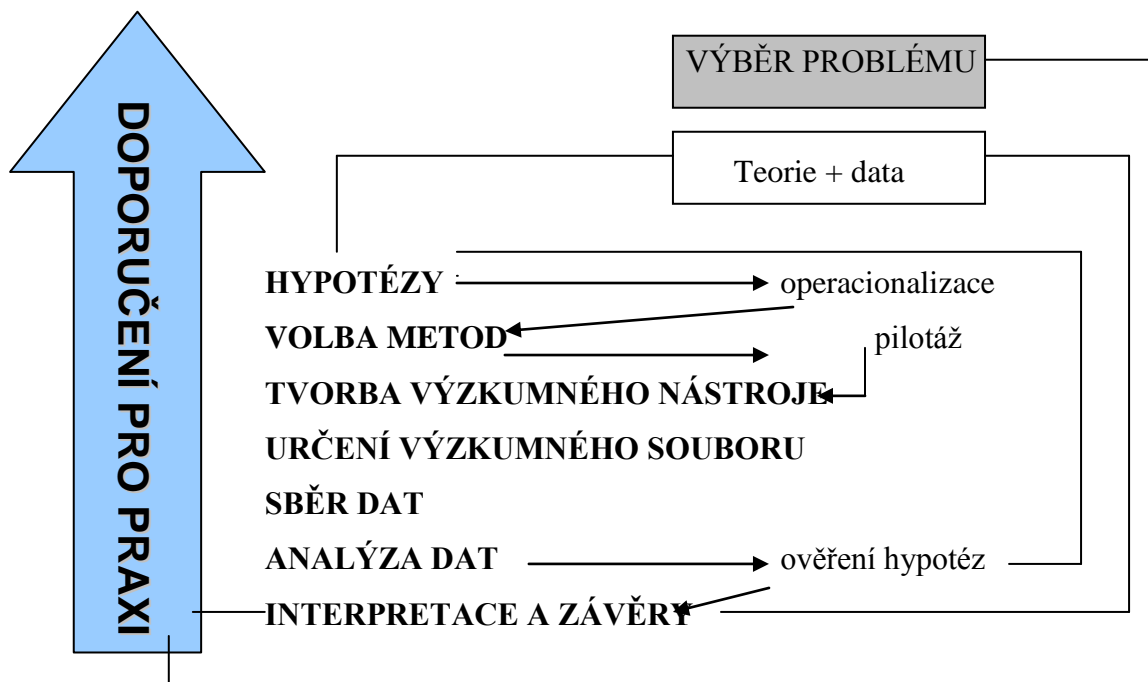 VÝBĚR PROBLÉMU
Teorie + data
DOPORUČENÍ PRO PRAXI
HYPOTÉZY operacionalizace
VOLBA METOD pilotáž
TVORBA VÝZKUMNÉHO NÁSTROJE
URČENÍ VÝZKUMNÉHO SOUBORU
SBĚR DAT
ANALÝZA DAT ověření hypotéz
INTERPRETACE A ZÁVĚRY